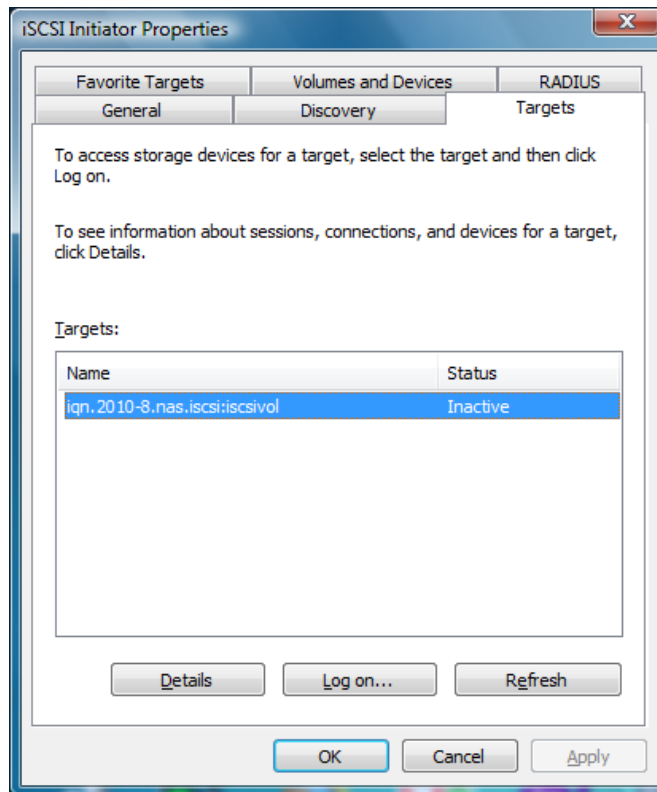 iSCSI Initiator Properties
X
Favorite Targets
Volumes and Devices
RADIUS
General
Discovery
Targets
To access storage devices for a target, select the target and then click
Log on.
To see information about sessions, connections, and devices for a target,
click Details.
Targets:
Name
Status
iqn.2010-8.nas.iscsi:iscsivol
Inactive
Details
Log on...
Refresh
OK
Cancel
Apply